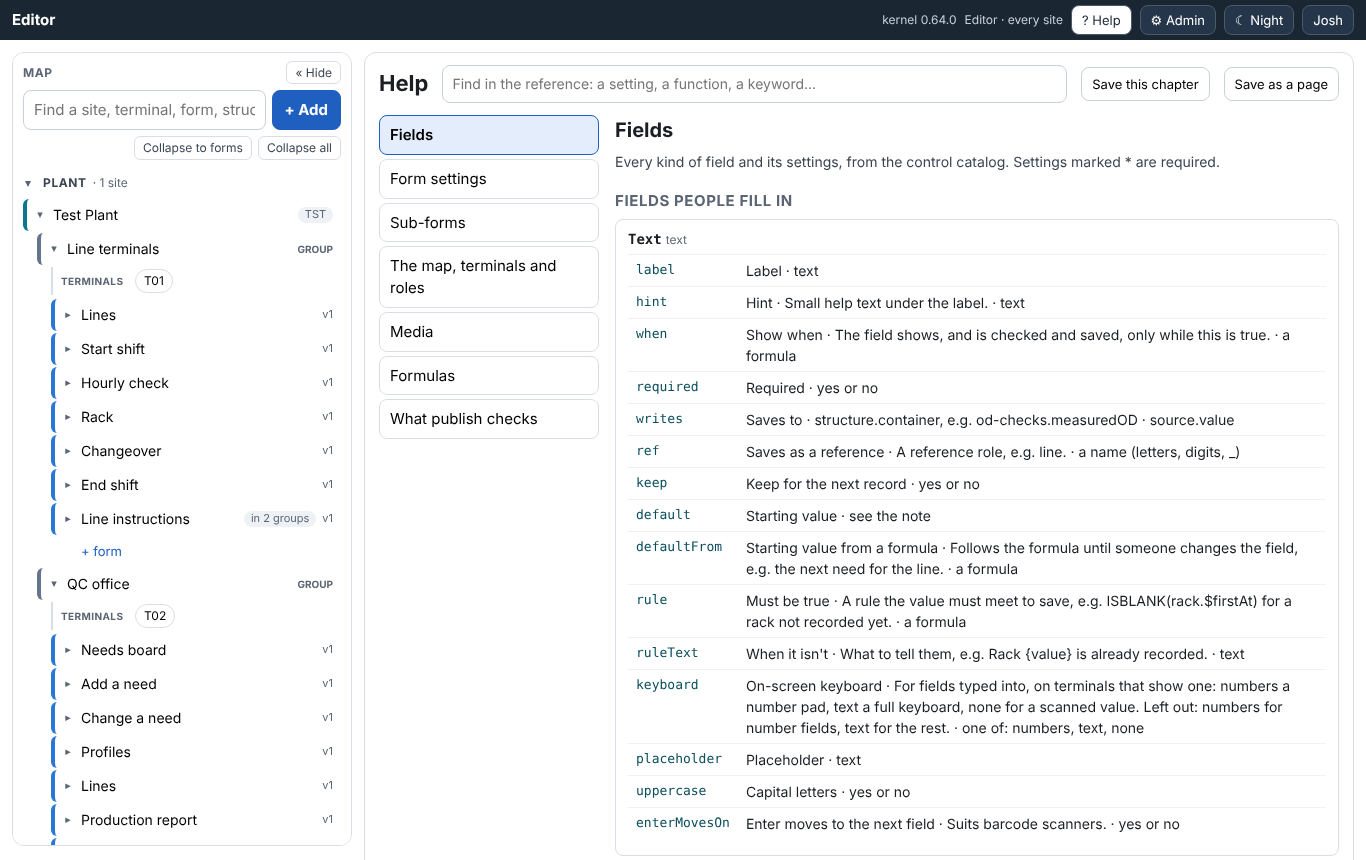 Editor
kernel 0.64.0 Editor · every site ? Help ⚙ Admin ☾ Night Josh
MAP
« Hide
Find a site, terminal, form, struc
+ Add
Collapse to forms
Collapse all
▾ PLANT · 1 site
▾ Test Plant TST
▾ Line terminals GROUP
TERMINALS T01
▸ Lines v1
▸ Start shift v1
▸ Hourly check v1
▸ Rack v1
▸ Changeover v1
▸ End shift v1
▸ Line instructions in 2 groups v1
+ form
▾ QC office GROUP
TERMINALS T02
▸ Needs board v1
▸ Add a need v1
▸ Change a need v1
▸ Profiles v1
▸ Lines v1
▸ Production report v1
Help
Find in the reference: a setting, a function, a keyword...
Save this chapter
Save as a page
Fields
Form settings
Sub-forms
The map, terminals and
roles
Media
Formulas
What publish checks
Fields
Every kind of field and its settings, from the control catalog. Settings marked * are required.
FIELDS PEOPLE FILL IN
Text text
label Label · text
hint Hint · Small help text under the label. · text
when Show when · The field shows, and is checked and saved, only while this is true. · a
formula
required Required · yes or no
writes Saves to · structure.container, e.g. od-checks.measuredOD · source.value
ref Saves as a reference · A reference role, e.g. line. · a name (letters, digits, _)
keep Keep for the next record · yes or no
default Starting value · see the note
defaultFrom Starting value from a formula · Follows the formula until someone changes the field,
e.g. the next need for the line. · a formula
rule Must be true · A rule the value must meet to save, e.g. ISBLANK(rack.$firstAt) for a
rack not recorded yet. · a formula
ruleText When it isn't · What to tell them, e.g. Rack {value} is already recorded. · text
keyboard On-screen keyboard · For fields typed into, on terminals that show one: numbers a
number pad, text a full keyboard, none for a scanned value. Left out: numbers for
number fields, text for the rest. · one of: numbers, text, none
placeholder Placeholder · text
uppercase Capital letters · yes or no
enterMovesOn Enter moves to the next field · Suits barcode scanners. · yes or no